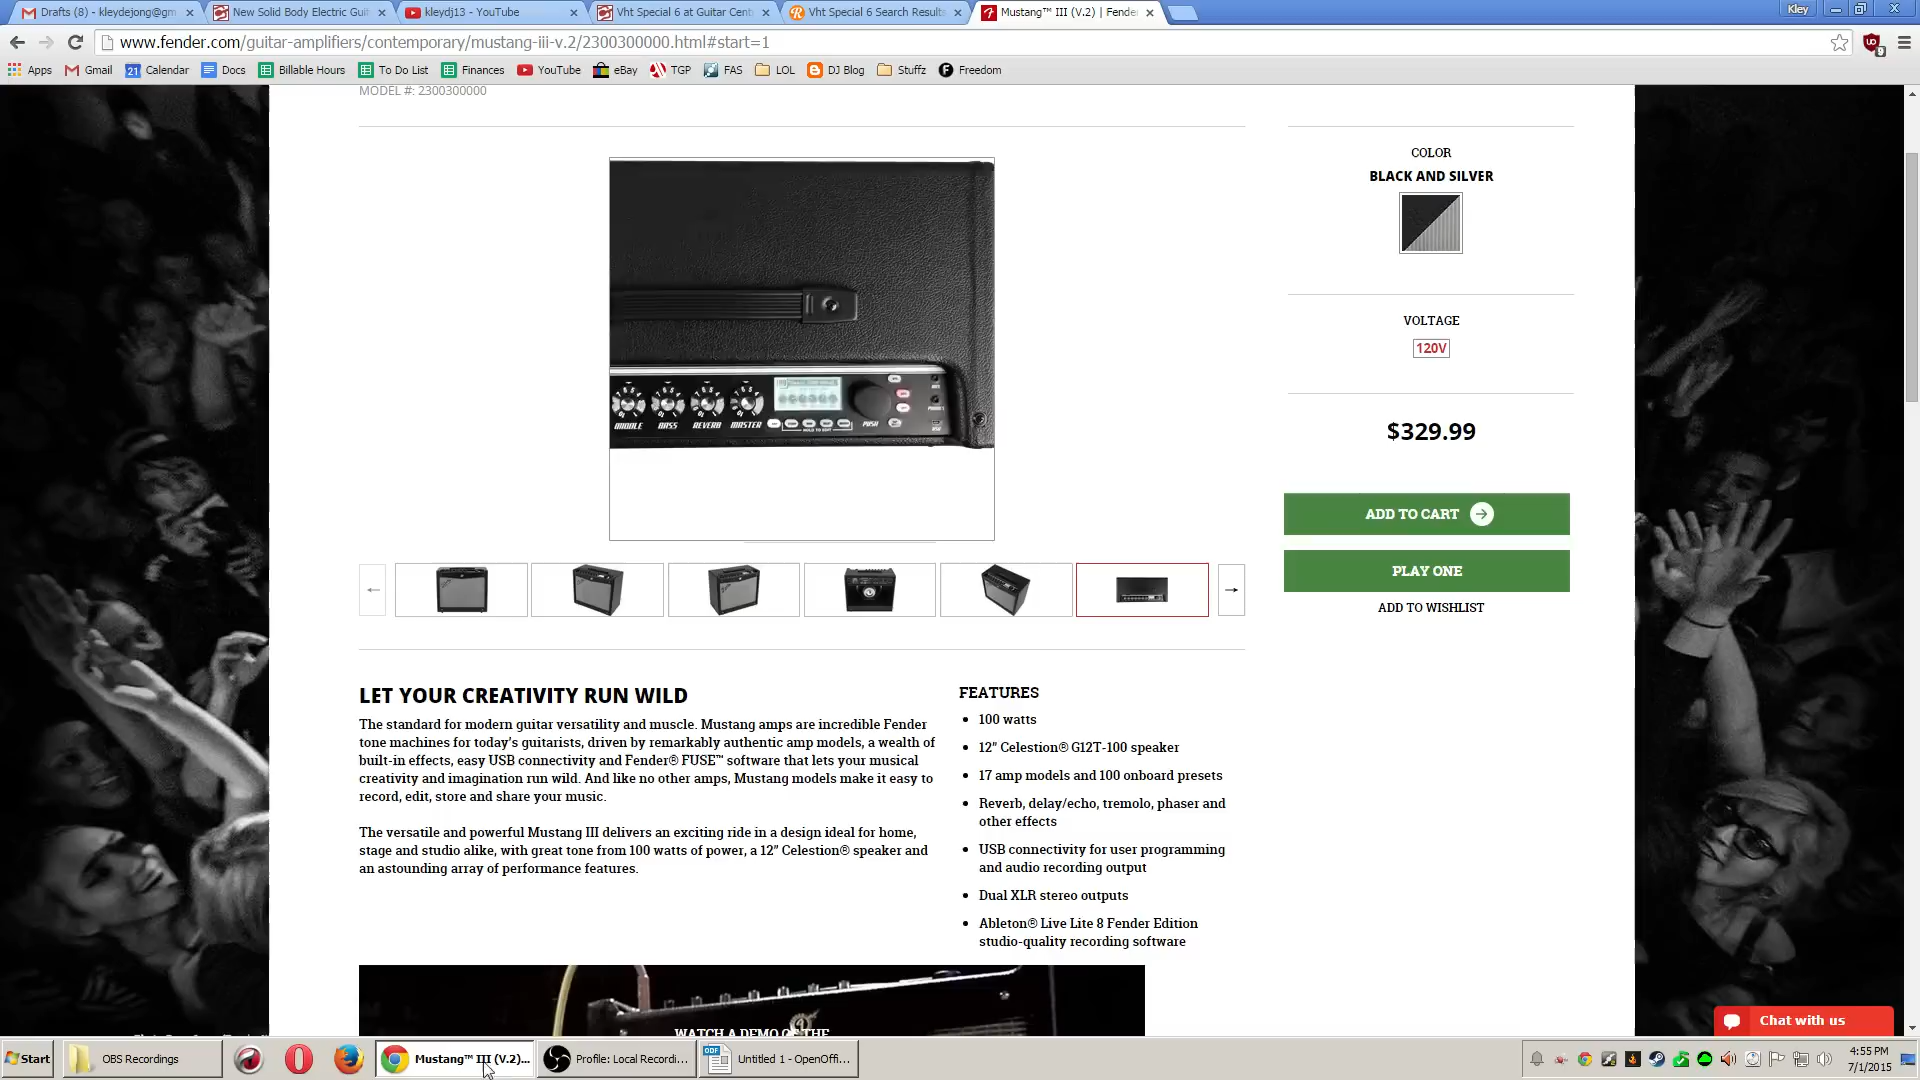 Drafts (8) - kleydejong@gm
New Solid Body Electric Gui
kleydj13 - YouTube
Vht Special 6 at Guitar Cent
Vht Special 6 Search Results
Mustang™ III (V.2) | Fende
Kley
www.fender.com/guitar-amplifiers/contemporary/mustang-iii-v.2/2300300000.html#start=1
Apps
Gmail
Calendar
Docs
Billable Hours
To Do List
Finances
YouTube
eBay
TGP
FAS
LOL
DJ Blog
Stuffz
Freedom
MODEL #: 2300300000
COLOR
BLACK AND SILVER
VOLTAGE
120V
$329.99
ADD TO CART
PLAY ONE
ADD TO WISHLIST
MIDDLE BASS REVERB MASTER
PUSH
LET YOUR CREATIVITY RUN WILD
The standard for modern guitar versatility and muscle. Mustang amps are incredible Fender
tone machines for today's guitarists, driven by remarkably authentic amp models, a wealth of
built-in effects, easy USB connectivity and Fender® FUSE™ software that lets your musical
creativity and imagination run wild. And like no other amps, Mustang models make it easy to
record, edit, store and share your music.
The versatile and powerful Mustang III delivers an exciting ride in a design ideal for home,
stage and studio alike, with great tone from 100 watts of power, a 12" Celestion® speaker and
an astounding array of performance features.
FEATURES
100 watts
12" Celestion® G12T-100 speaker
17 amp models and 100 onboard presets
Reverb, delay/echo, tremolo, phaser and
other effects
USB connectivity for user programming
and audio recording output
Dual XLR stereo outputs
Ableton® Live Lite 8 Fender Edition
studio-quality recording software
WATCH A DEMO OF THE
Chat with us
Start
OBS Recordings
Mustang™ III (V.2)...
Profile: Local Recordi...
Untitled 1 - OpenOffi...
4:55 PM
7/1/2015